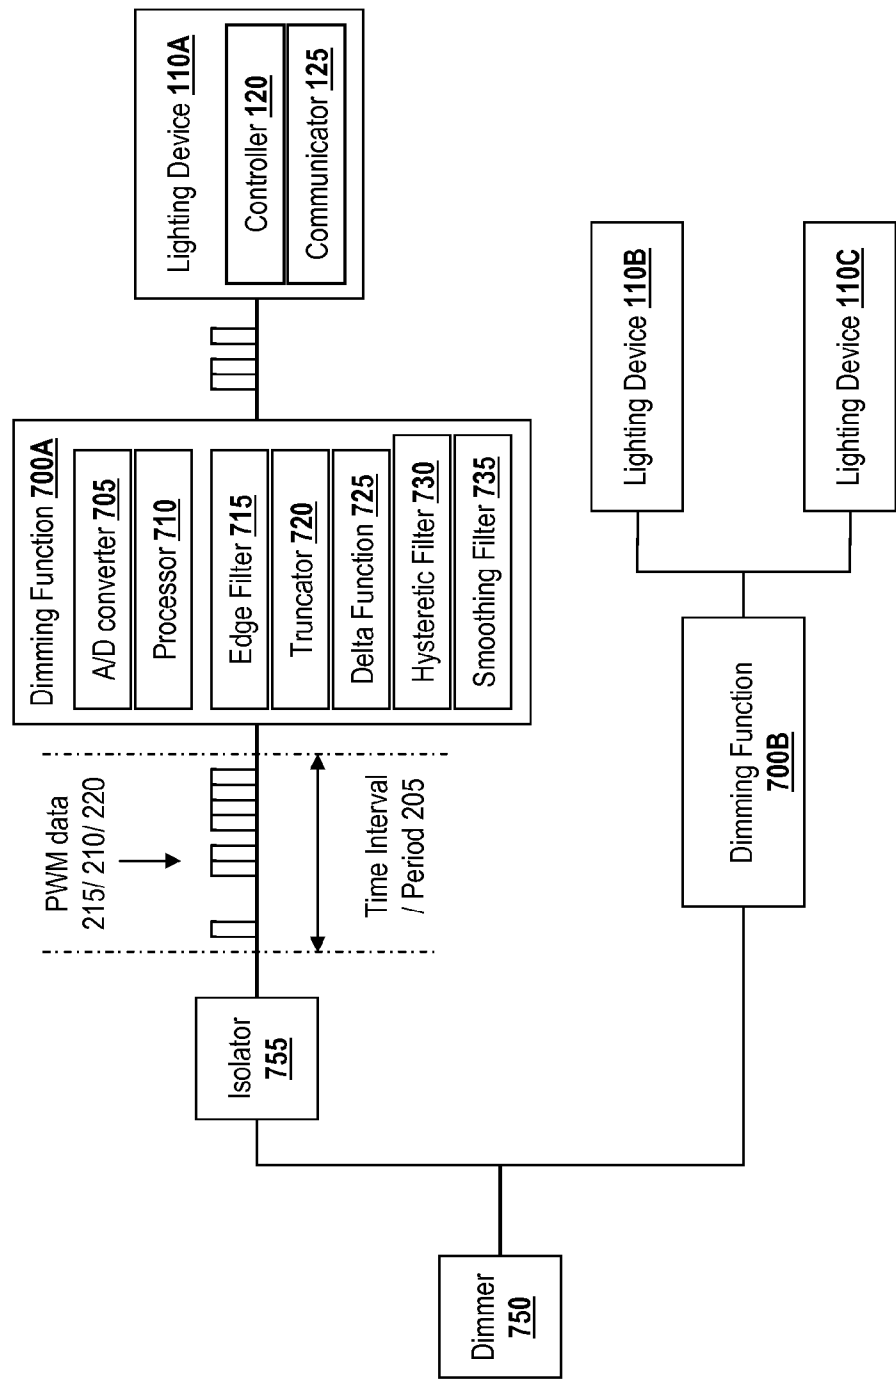 Dimmer
750
Isolator
755
PWM data
215/ 210/ 220
Time Interval
/ Period 205
Dimming Function 700A
A/D converter 705
Processor 710
Edge Filter 715
Truncator 720
Delta Function 725
Hysteretic Filter 730
Smoothing Filter 735
Lighting Device 110A
Controller 120
Communicator 125
Dimming Function
700B
Lighting Device 110B
Lighting Device 110C